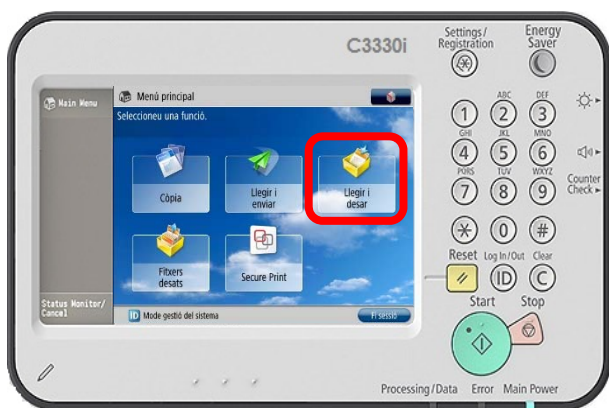 C3330i
Settings/
Registration
Energy
Saver
Main Menu
Menú principal
Seleccioneu una funció.
Còpia
Llegir i
enviar
Llegir i
desar
Fitxers
desats
Secure Print
Status Monitor/
Cancel
ID Mode gestió del sistema
Fi sessió
ABC DEF
1 2 3
GHI JKL MNO
4 5 6
PQRS TUV WXYZ
7 8 9
Counter
Check
0 #
Reset Log In/Out Clear
ID C
Start Stop
Processing/Data Error Main Power